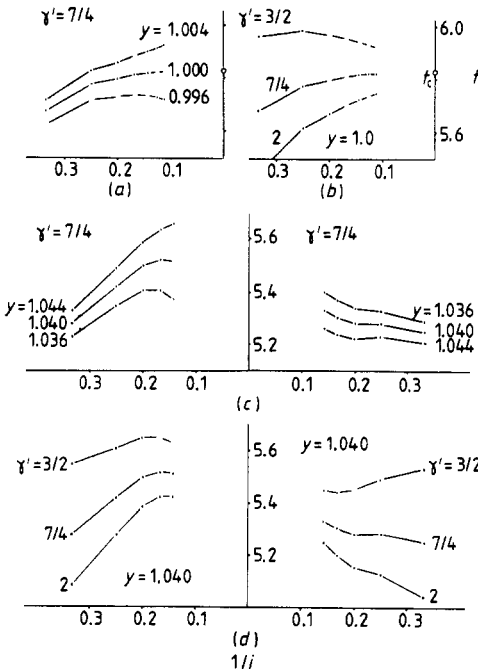 γ'= 7/4
y = 1.004
1.000
0.996
0.3 0.2 0.1
(a)
γ'= 3/2
7/4
2
y = 1.0
6.0
t_c
t
5.6
0.3 0.2 0.1
(b)
γ'= 7/4
y = 1.044
1.040
1.036
5.6
5.4
5.2
0.3 0.2 0.1
γ'= 7/4
y = 1.036
1.040
1.044
0.1 0.2 0.3
(c)
γ'= 3/2
7/4
2
y = 1.040
5.6
5.4
5.2
0.3 0.2 0.1
y = 1.040
γ'= 3/2
7/4
2
0.1 0.2 0.3
(d)
1/j